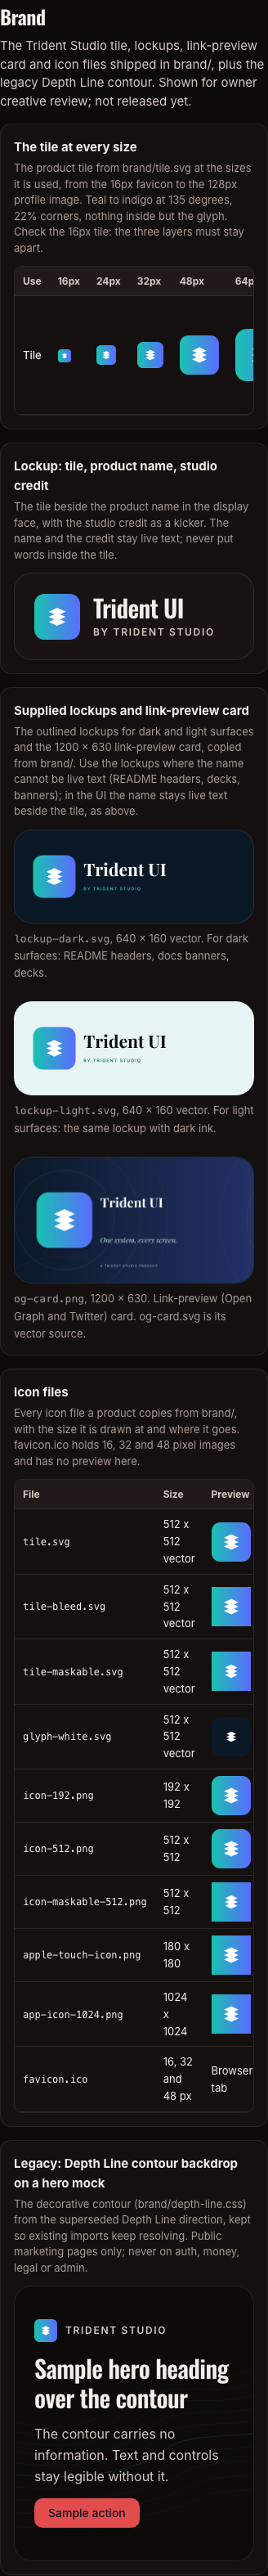 Brand
The Trident Studio tile, lockups, link-preview
card and icon files shipped in brand/, plus the
legacy Depth Line contour. Shown for owner
creative review; not released yet.
The tile at every size
The product tile from brand/tile.svg at the sizes
it is used, from the 16px favicon to the 128px
profile image. Teal to indigo at 135 degrees,
22% corners, nothing inside but the glyph.
Check the 16px tile: the three layers must stay
apart.
Use 16px 24px 32px 48px 64p
Tile
Lockup: tile, product name, studio
credit
The tile beside the product name in the display
face, with the studio credit as a kicker. The
name and the credit stay live text; never put
words inside the tile.
Trident UI
BY TRIDENT STUDIO
Supplied lockups and link-preview card
The outlined lockups for dark and light surfaces
and the 1200 × 630 link-preview card, copied
from brand/. Use the lockups where the name
cannot be live text (README headers, decks,
banners); in the UI the name stays live text
beside the tile, as above.
Trident UI
BY TRIDENT STUDIO
lockup-dark.svg, 640 × 160 vector. For dark
surfaces: README headers, docs banners,
decks.
Trident UI
BY TRIDENT STUDIO
lockup-light.svg, 640 × 160 vector. For light
surfaces: the same lockup with dark ink.
Trident UI
One system, every screen.
A TRIDENT STUDIO PRODUCT
og-card.png, 1200 × 630. Link-preview (Open
Graph and Twitter) card. og-card.svg is its
vector source.
Icon files
Every icon file a product copies from brand/,
with the size it is drawn at and where it goes.
favicon.ico holds 16, 32 and 48 pixel images
and has no preview here.
File Size Preview
tile.svg 512 x 512 vector
tile-bleed.svg 512 x 512 vector
tile-maskable.svg 512 x 512 vector
glyph-white.svg 512 x 512 vector
icon-192.png 192 x 192
icon-512.png 512 x 512
icon-maskable-512.png 512 x 512
apple-touch-icon.png 180 x 180
app-icon-1024.png 1024 x 1024
favicon.ico 16, 32 and 48 px Browser tab
Legacy: Depth Line contour backdrop
on a hero mock
The decorative contour (brand/depth-line.css)
from the superseded Depth Line direction, kept
so existing imports keep resolving. Public
marketing pages only; never on auth, money,
legal or admin.
TRIDENT STUDIO
Sample hero heading
over the contour
The contour carries no
information. Text and controls
stay legible without it.
Sample action